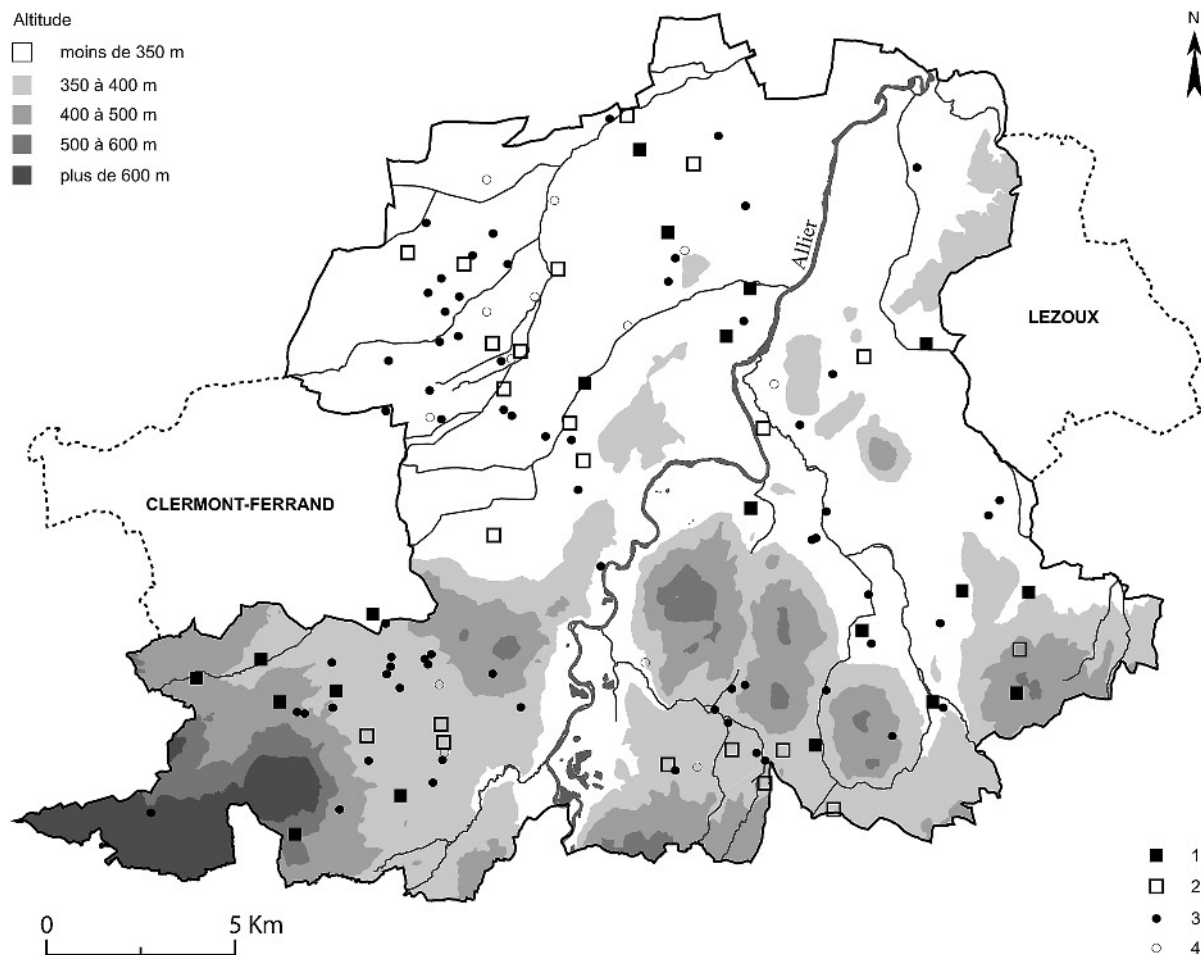 Altitude
moins de 350 m
350 à 400 m
400 à 500 m
500 à 600 m
plus de 600 m
N
Allier
LEZOUX
CLERMONT-FERRAND
1
2
3
4
0 5 Km